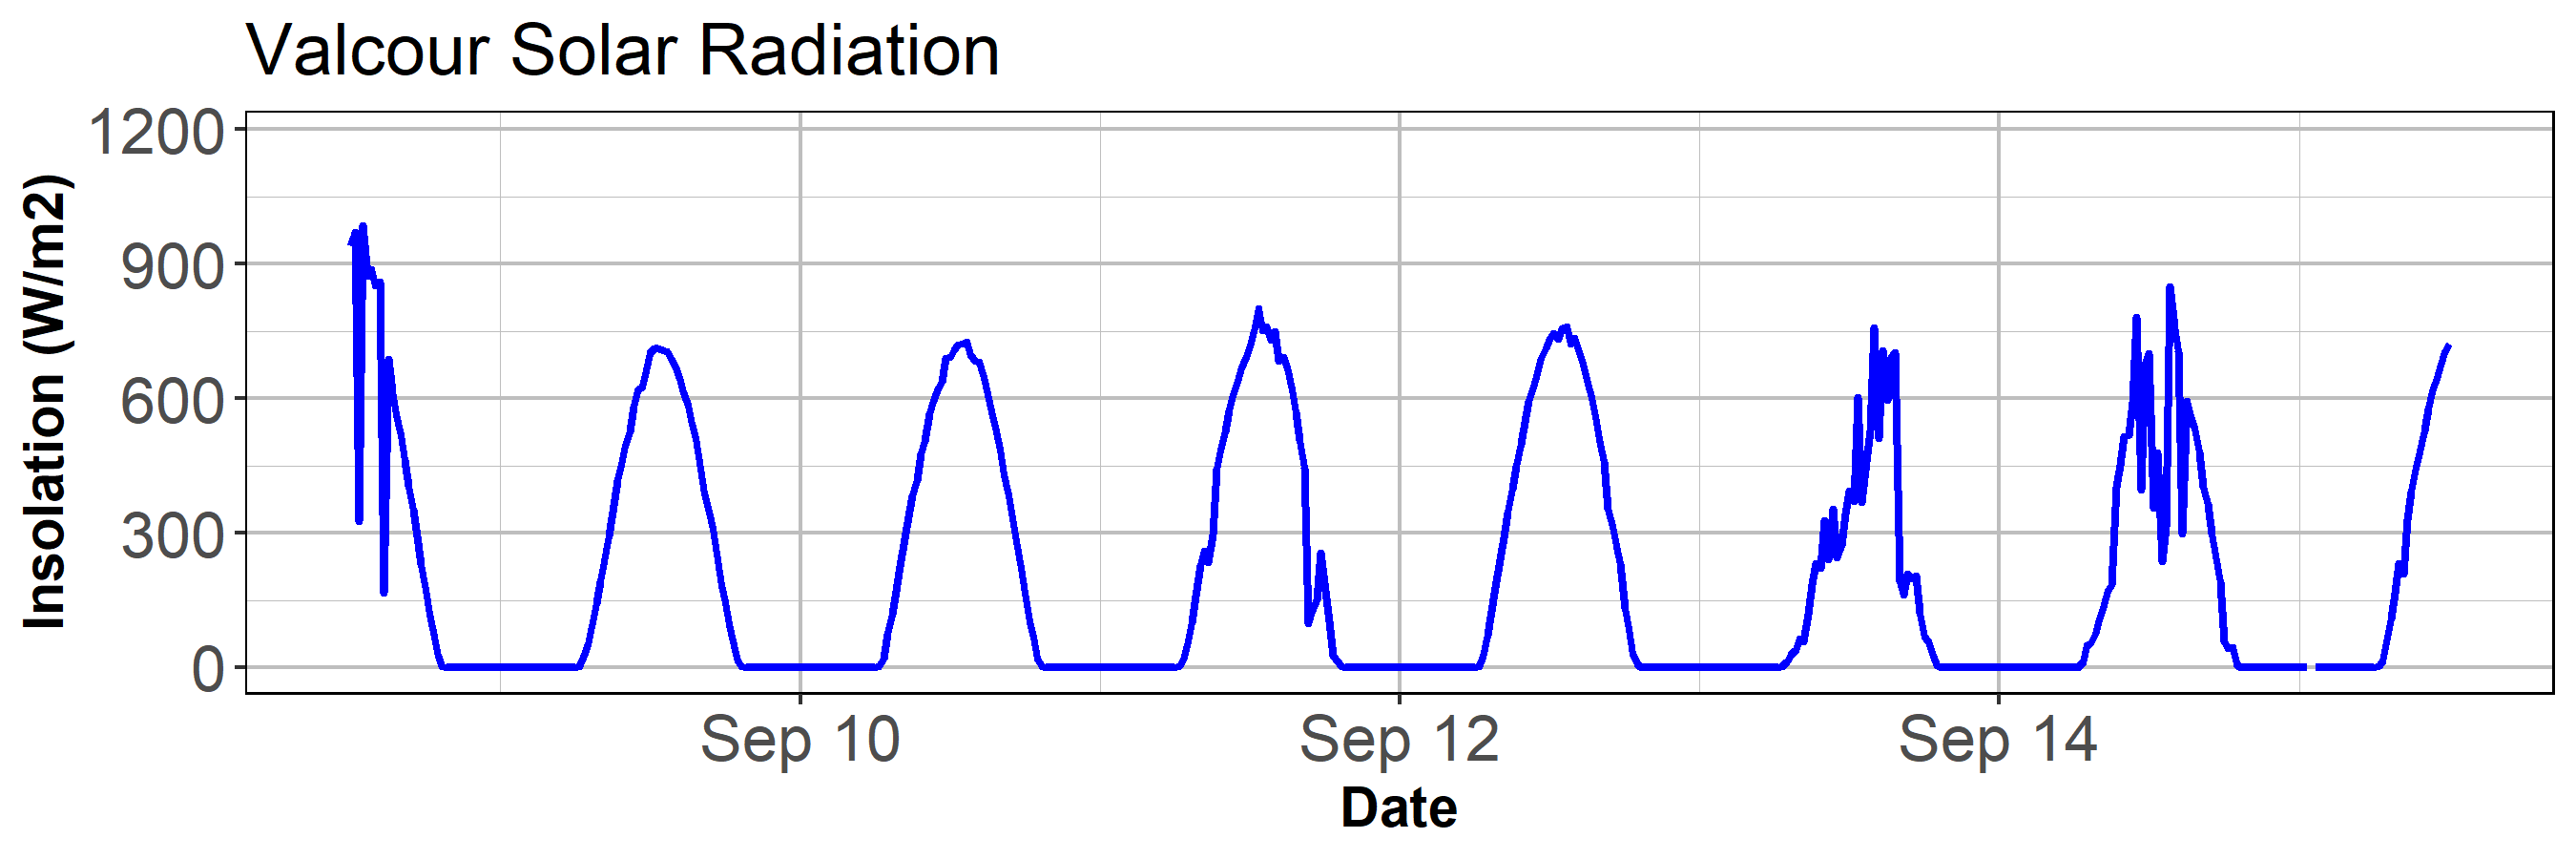 Valcour Solar Radiation
1200
900
600
300
0
Insolation (W/m2)
Sep 10
Sep 12
Sep 14
Date